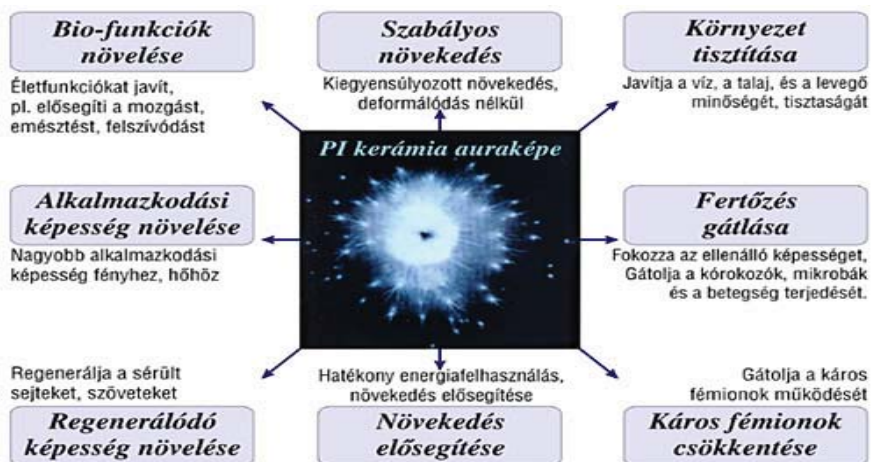 Bio-funkciók
növelése
Életfunkciókat javít,
pl. elősegíti a mozgást,
emésztést, felszívódást
Szabályos
növekedés
Kiegyensúlyozott növekedés,
deformálódás nélkül
Környezet
tisztítása
Javítja a víz, a talaj, és a levegő
minőségét, tisztaságát
PI kerámia auraképe
Alkalmazkodási
képesség növelése
Nagyobb alkalmazkodási
képesség fényhez, hőhöz
Fertőzés
gátlása
Fokozza az ellenálló képességet,
Gátolja a kórokozók, mikrobák
és a betegség terjedését.
Regenerálja a sérült
sejteket, szöveteket
Regenerálódó
képesség növelése
Hatékony energiafelhasználás,
növekedés elősegítése
Növekedés
elősegítése
Gátolja a káros
fémionok működését
Káros fémionok
csökkentése